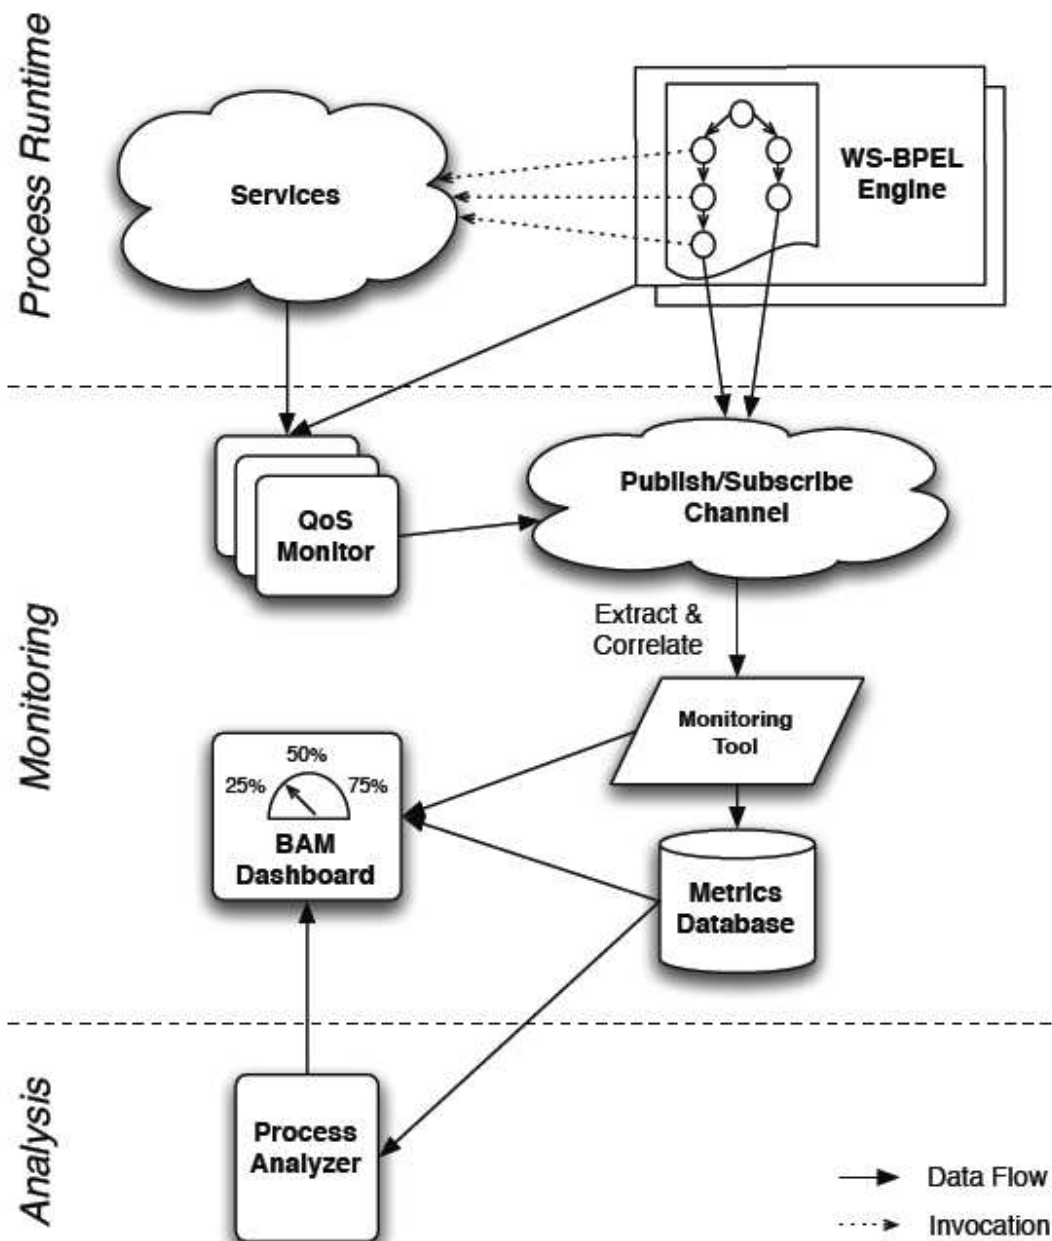 Process Runtime
Services
WS-BPEL
Engine
Monitoring
QoS
Monitor
Publish/Subscribe
Channel
Extract &
Correlate
Monitoring
Tool
50%
25%
75%
BAM
Dashboard
Metrics
Database
Analysis
Process
Analyzer
Data Flow
Invocation